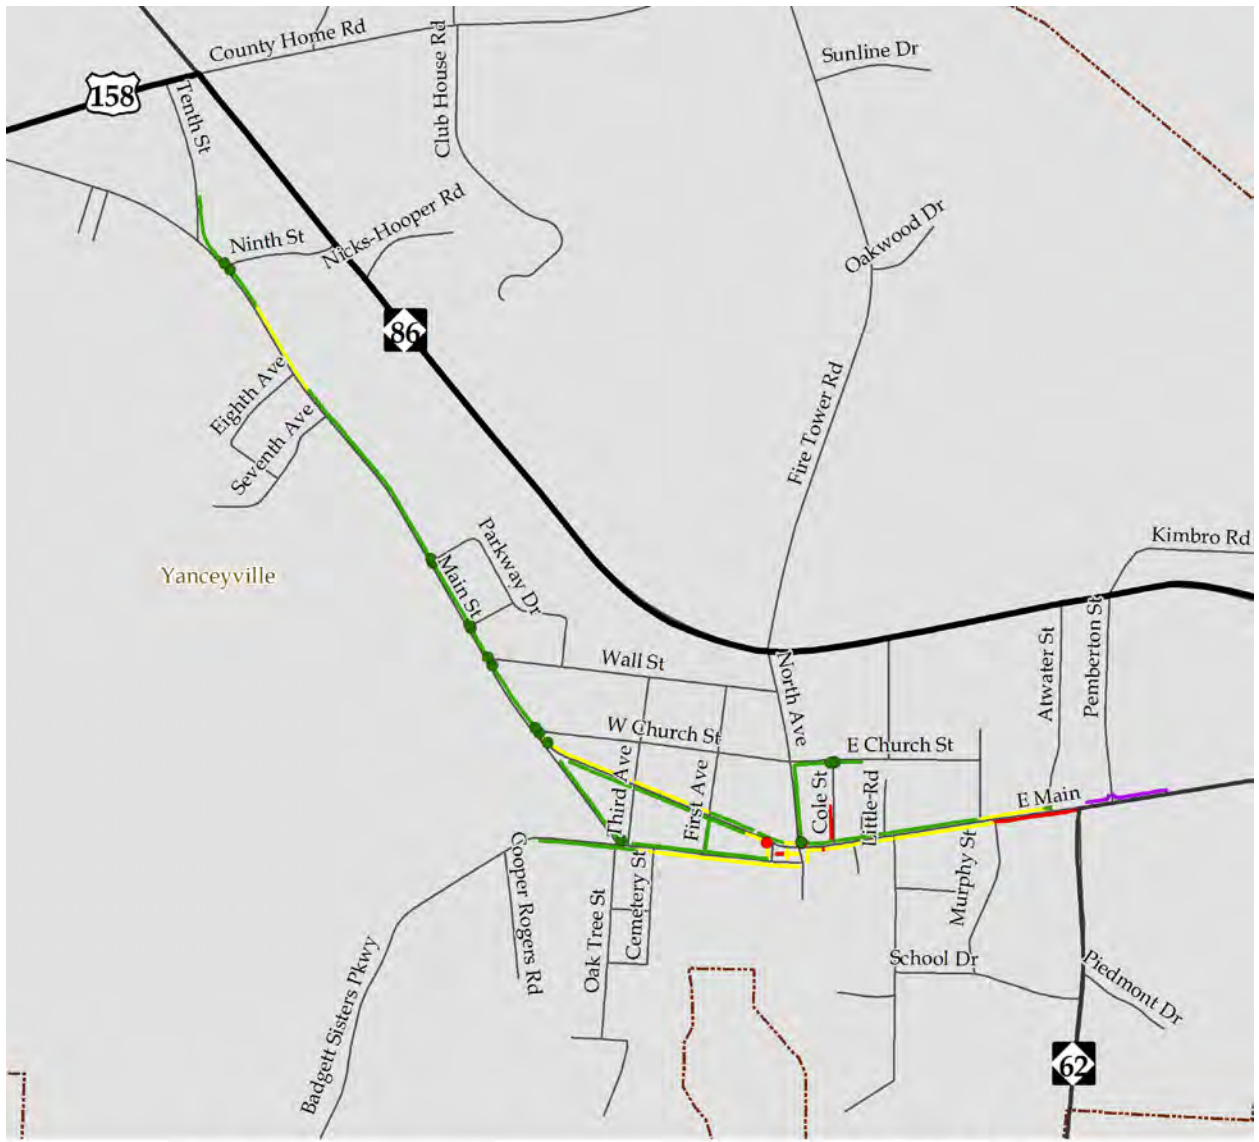 County Home Rd
Club House Rd
Sunline Dr
158
Tenth St
Nicks-Hooper Rd
Ninth St
Oakwood Dr
86
Eighth Ave
Seventh Ave
Fire Tower Rd
Parkway Dr
Kimbro Rd
Yanceyville
Main St
Atwater St
Pemberton St
Wall St
North Ave
W Church St
E Church St
Third Ave
First Ave
Cole St
Little Rd
E Main
Cooper Rogers Rd
Oak Tree St
Cemetery St
Murphy St
School Dr
Piedmont Dr
Badgett Sisters Pkwy
62